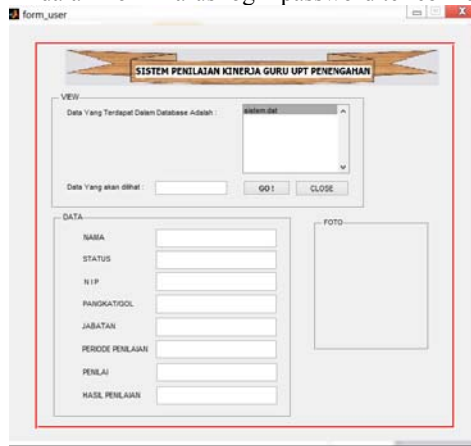 form_user
SISTEM PENILAIAN KINERJA GURU UPT PENENGAHAN
VIEW
Data Yang Terdapat Dalam Database Adalah :
sistem.dat
Data Yang akan dilihat :
GO !
CLOSE
DATA
FOTO
NAMA
STATUS
N I P
PANGKAT/GOL
JABATAN
PERIODE PENILAIAN
PENILAI
HASIL PENILAIAN